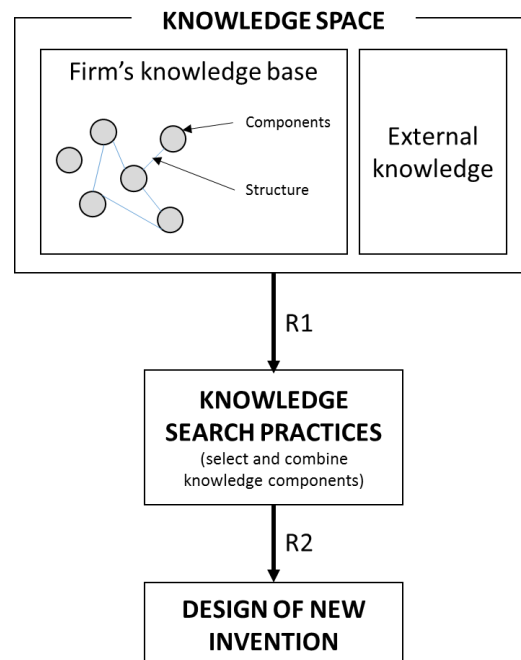 KNOWLEDGE SPACE
Firm's knowledge base
Components
Structure
External
knowledge
R1
KNOWLEDGE
SEARCH PRACTICES
(select and combine
knowledge components)
R2
DESIGN OF NEW
INVENTION